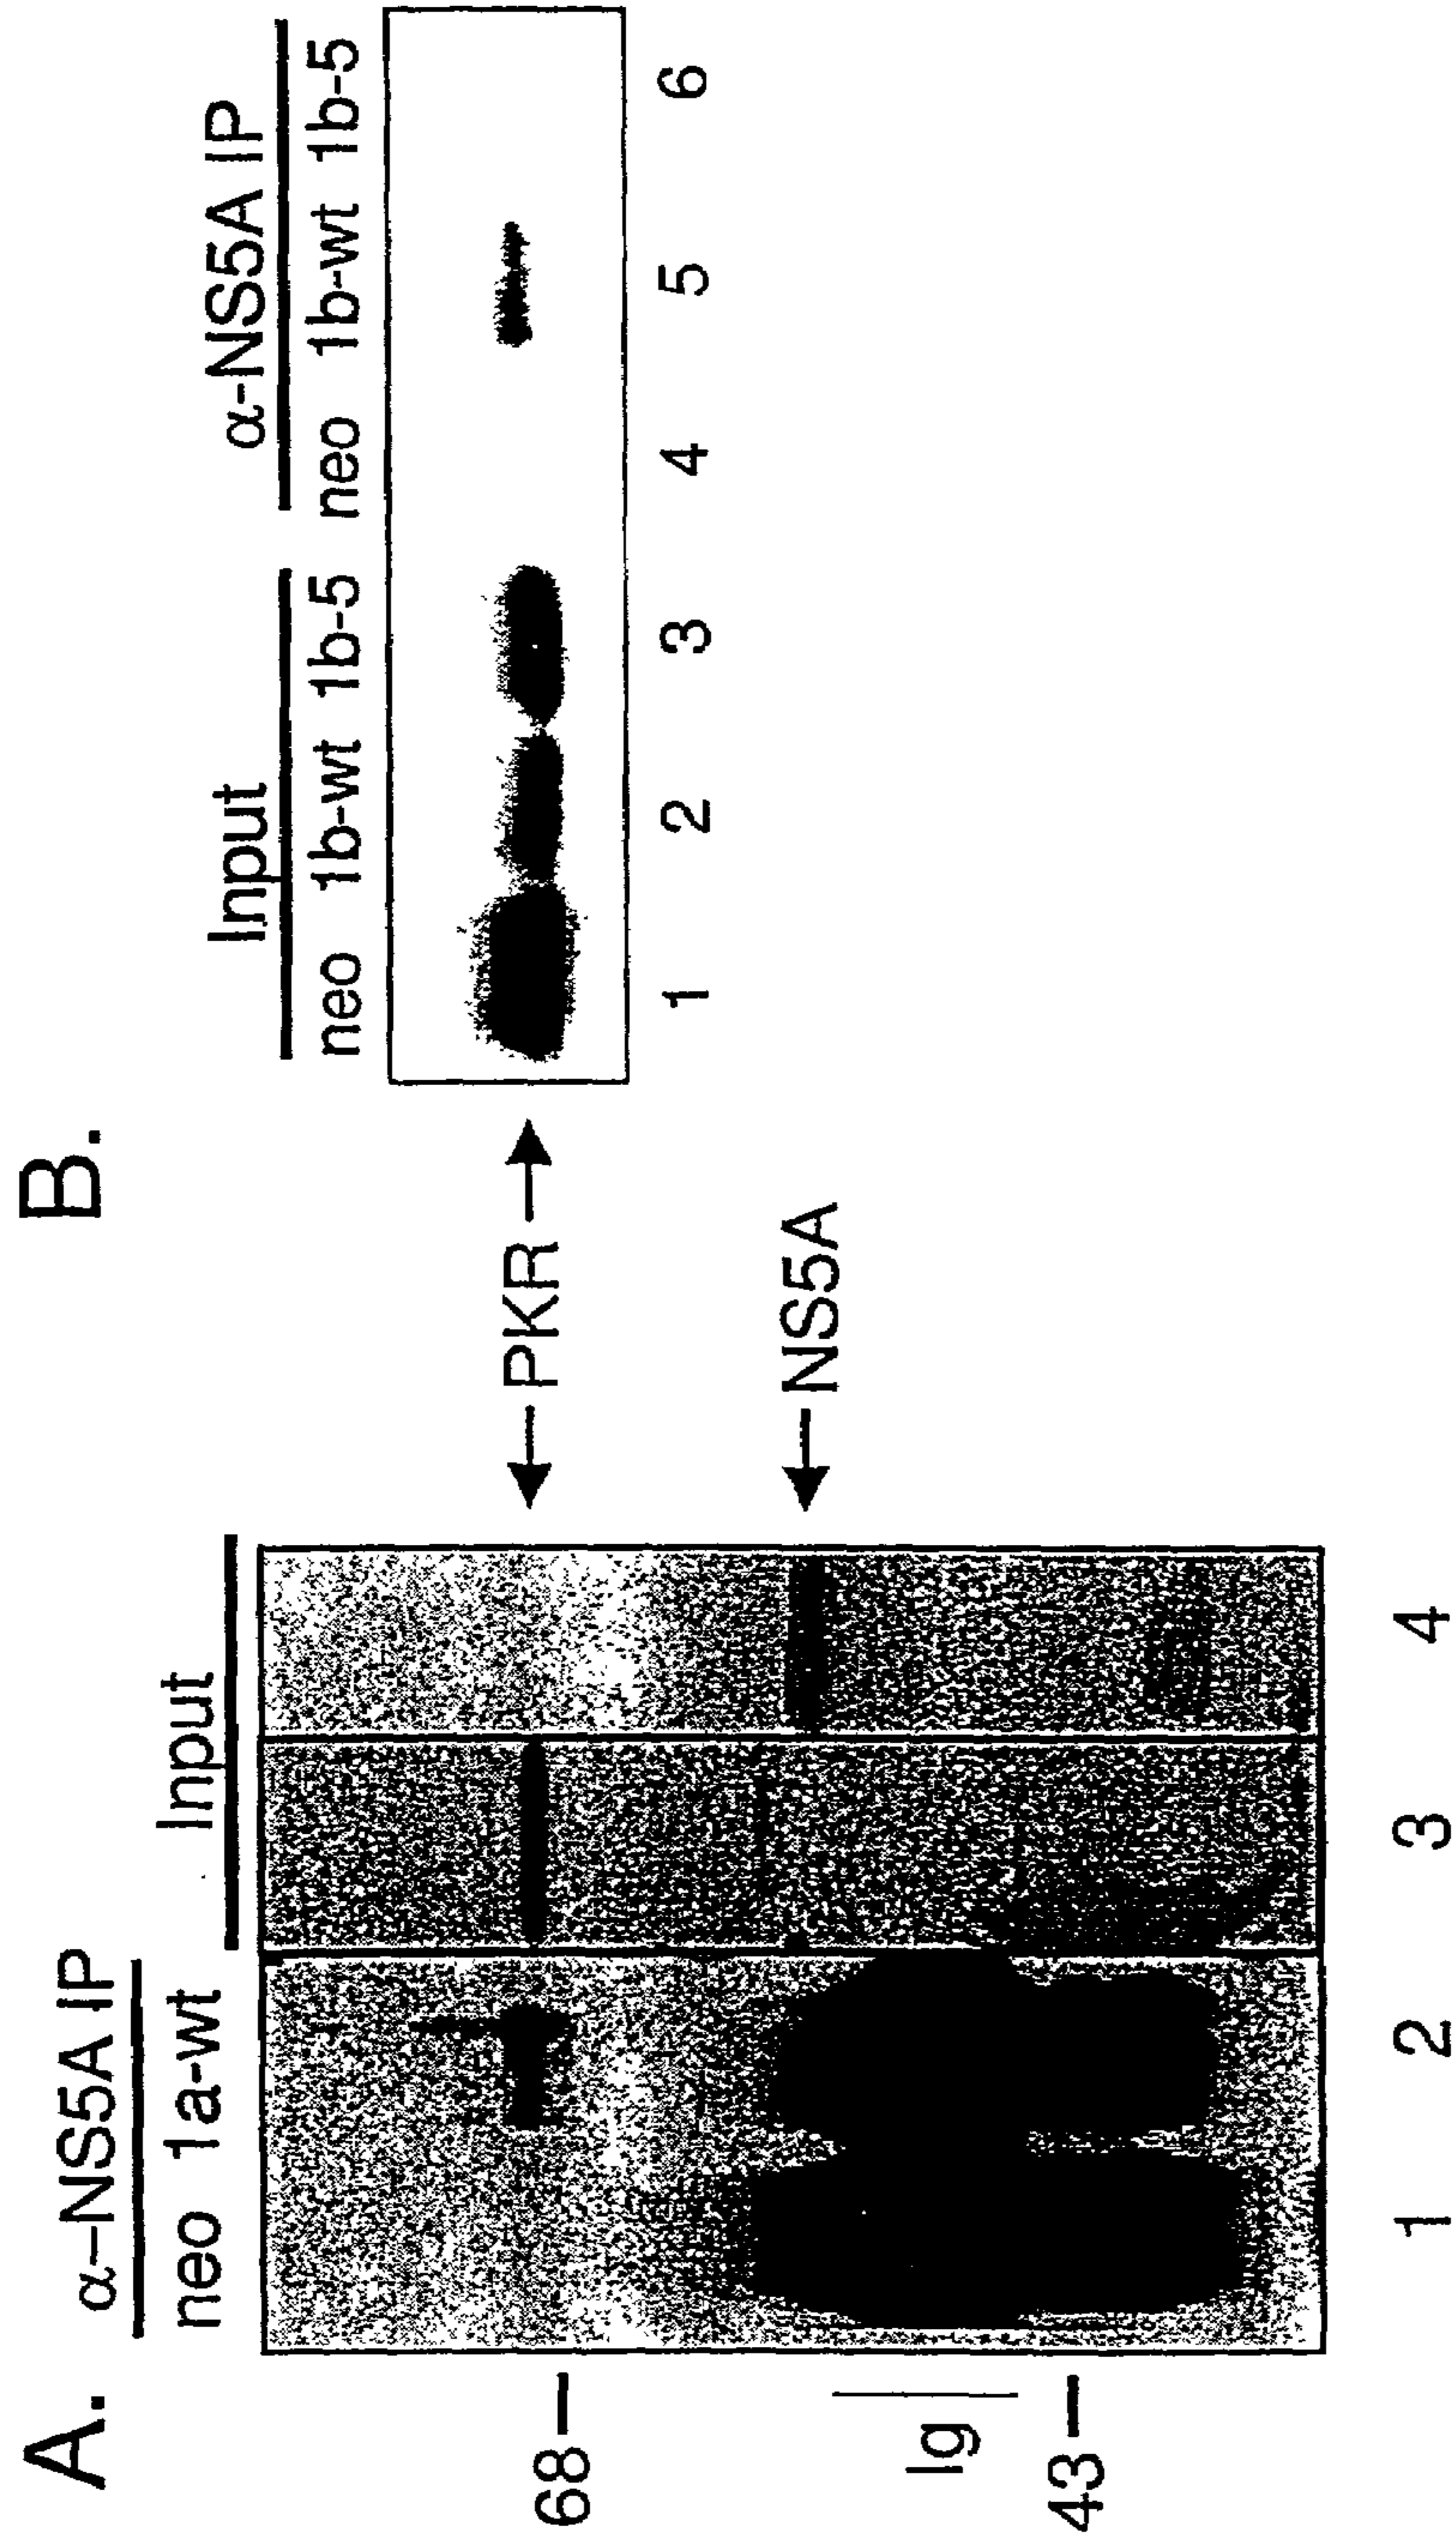 A.
α-NS5A IP
neo 1a-wt
Input
68
Ig
43
1 2 3 4
PKR
NS5A
B.
Input
α-NS5A IP
neo 1b-wt 1b-5 neo 1b-wt 1b-5
1 2 3 4 5 6